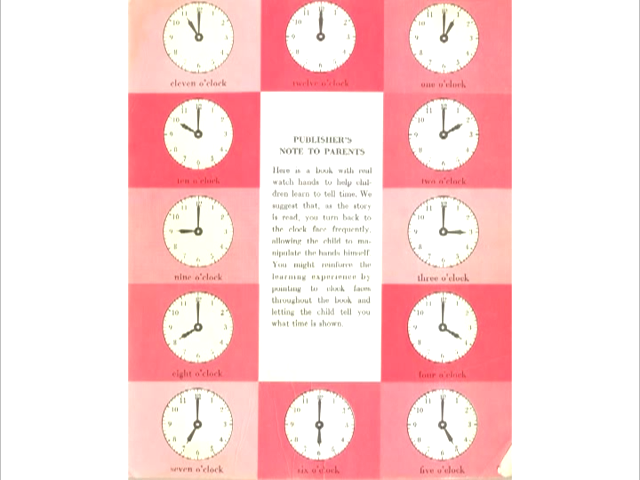 eleven o'clock
twelve o'clock
one o'clock
ten o'clock
two o'clock
PUBLISHER'S
NOTE TO PARENTS
Here is a book with real
watch hands to help chil-
dren learn to tell time. We
suggest that, as the story
is read, you turn back to
the clock face frequently,
allowing the child to ma-
nipulate the hands himself.
You might reinforce the
learning experience by
pointing to clock faces
throughout the book and
letting the child tell you
what time is shown.
nine o'clock
three o'clock
eight o'clock
four o'clock
seven o'clock
six o'clock
five o'clock